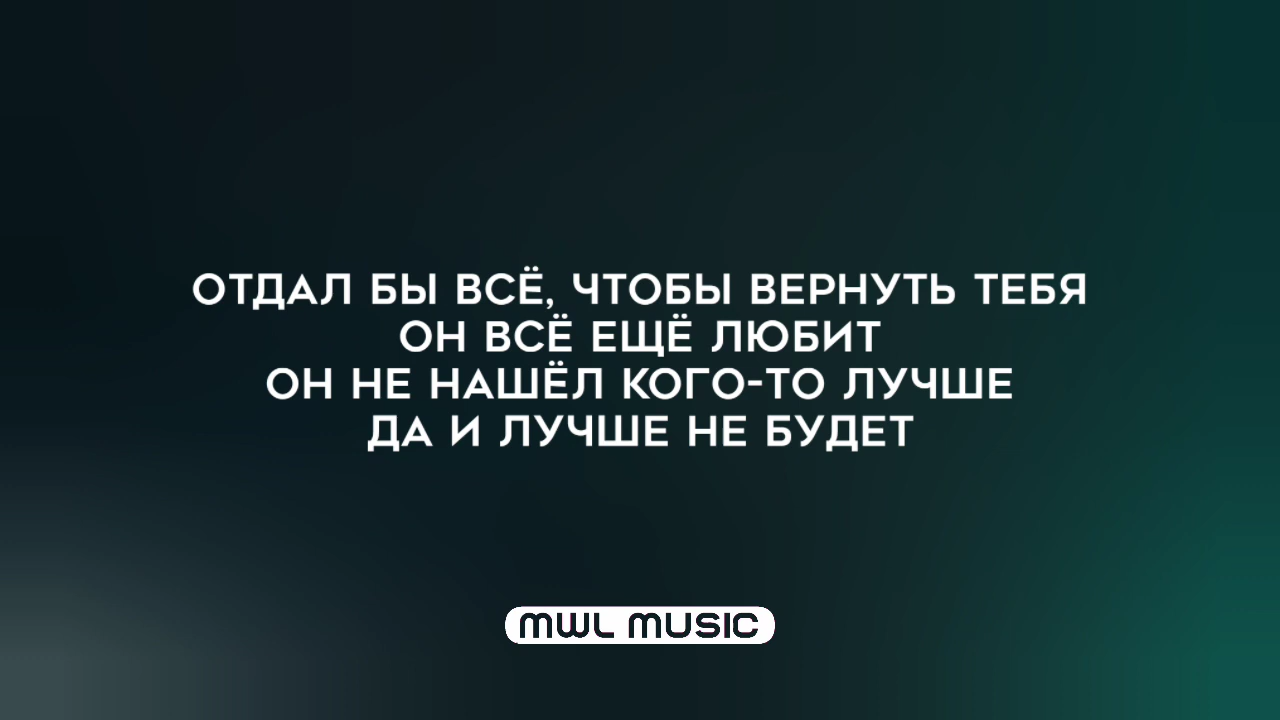 ОТДАЛ БЫ ВСЁ, ЧТОБЫ ВЕРНУТЬ ТЕБЯ
ОН ВСЁ ЕЩЁ ЛЮБИТ
ОН НЕ НАШЁЛ КОГО-ТО ЛУЧШЕ
ДА И ЛУЧШЕ НЕ БУДЕТ
MWL MUSIC